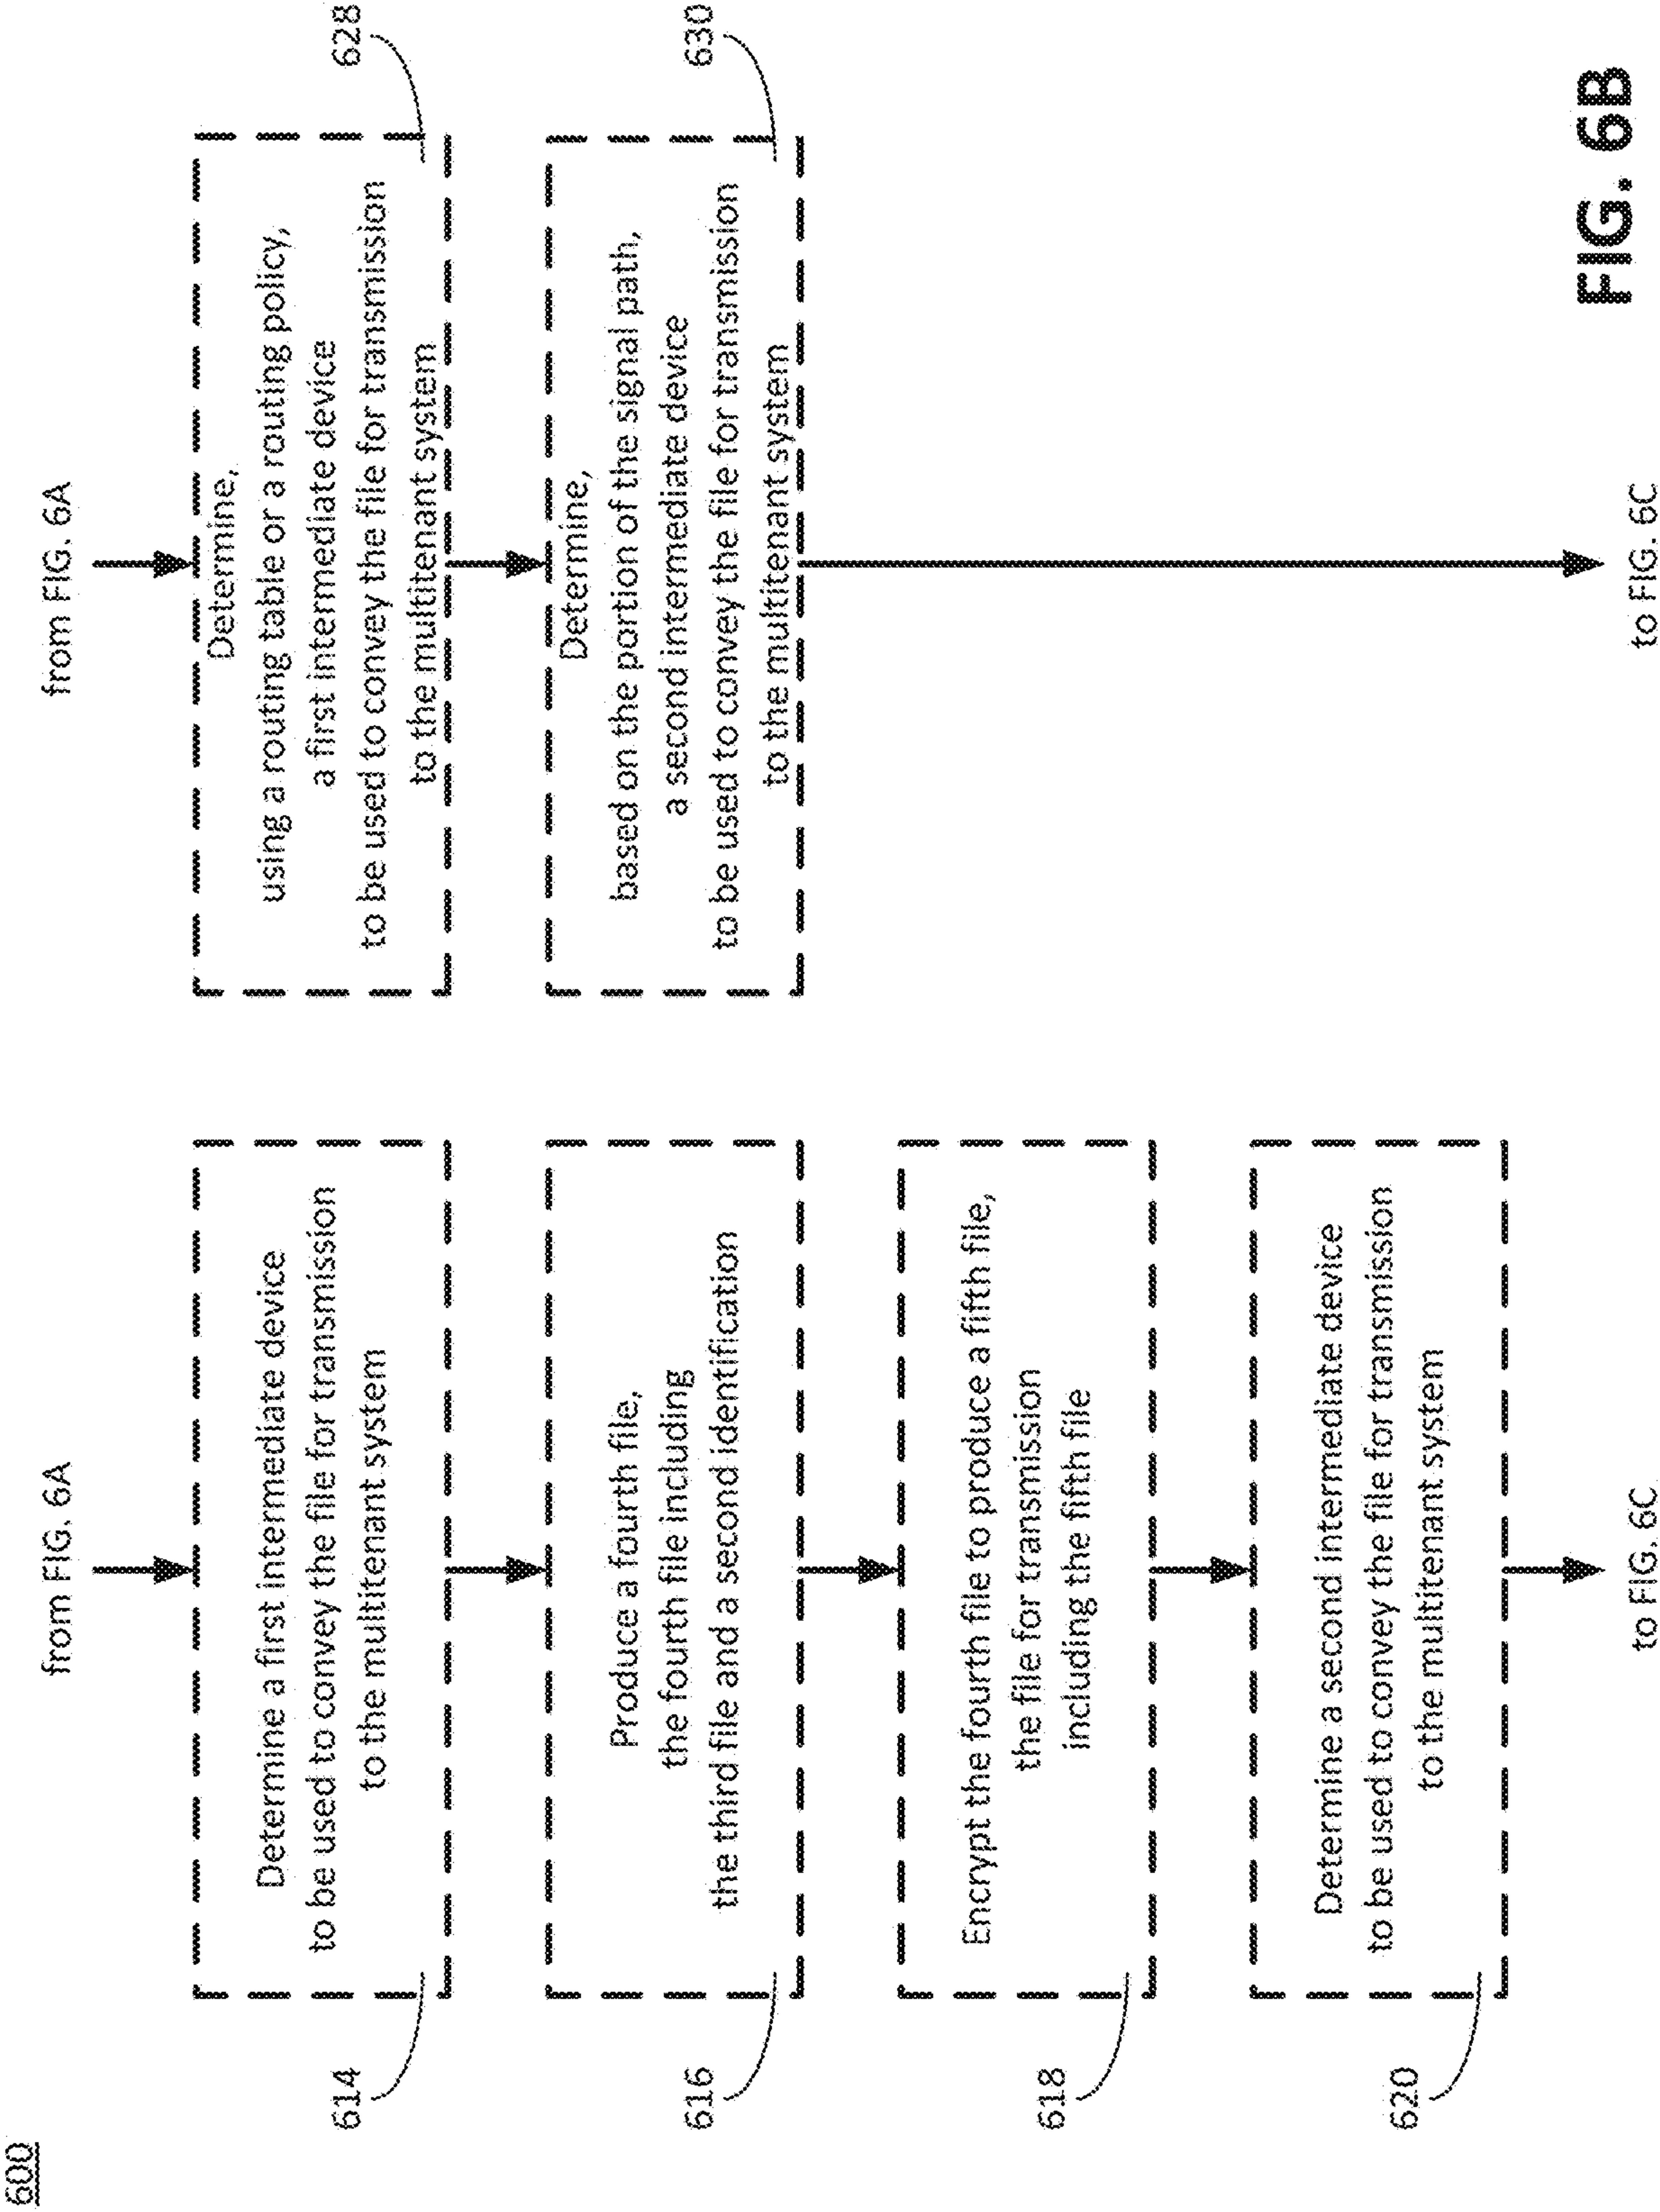 600
from FIG. 6A
614
Determine a first intermediate device
to be used to convey the file for transmission
to the multitenant system
616
Produce a fourth file,
the fourth file including
the third file and a second identification
618
Encrypt the fourth file to produce a fifth file,
the file for transmission
including the fifth file
620
Determine a second intermediate device
to be used to convey the file for transmission
to the multitenant system
to FIG. 6C
from FIG. 6A
628
Determine,
using a routing table or a routing policy,
a first intermediate device
to be used to convey the file for transmission
to the multitenant system
630
Determine,
based on the portion of the signal path,
a second intermediate device
to be used to convey the file for transmission
to the multitenant system
to FIG. 6C
FIG. 6B